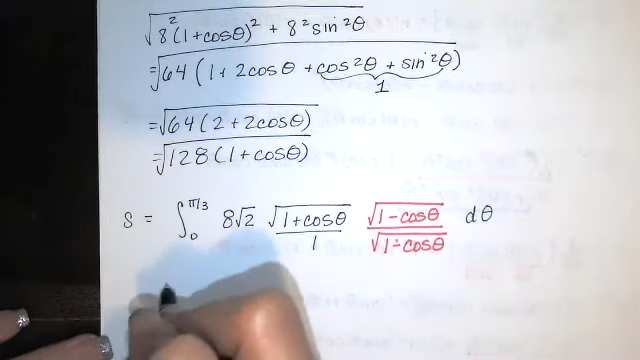 √(8²(1+cosθ)² + 8²sin²θ)
=√(64(1+2cosθ+cos²θ+sin²θ))
1
=√(64(2+2cosθ))
=√(128(1+cosθ))
S = ∫₀^(π/3) 8√2 √(1+cosθ)/1 √(1-cosθ)/√(1-cosθ) dθ